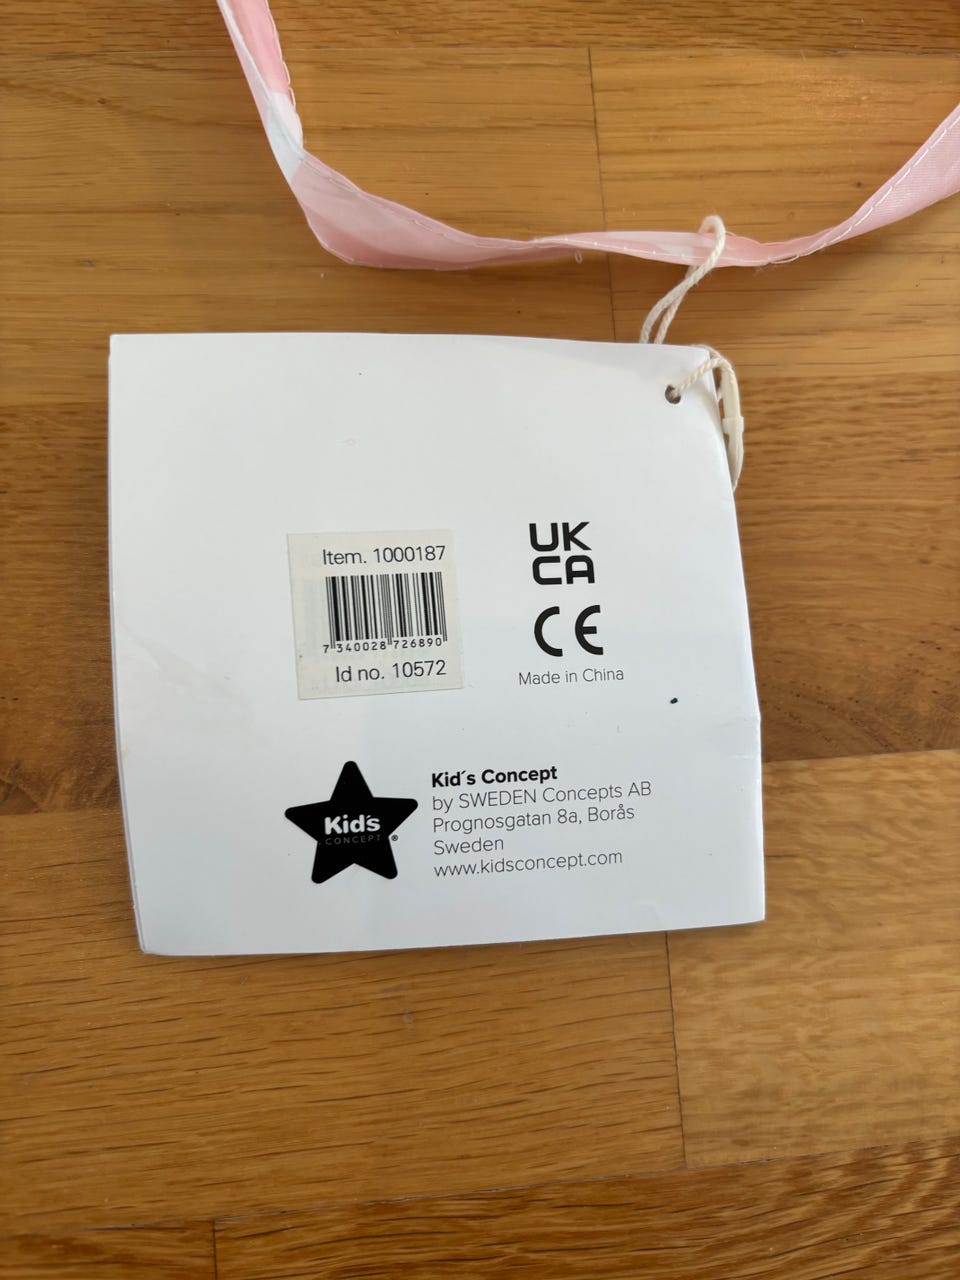 Item. 1000187
7 340028 726890
Id no. 10572
UK
CA
CE
Made in China
Kid's
CONCEPT ®
Kid´s Concept
by SWEDEN Concepts AB
Prognosgatan 8a, Borås
Sweden
www.kidsconcept.com